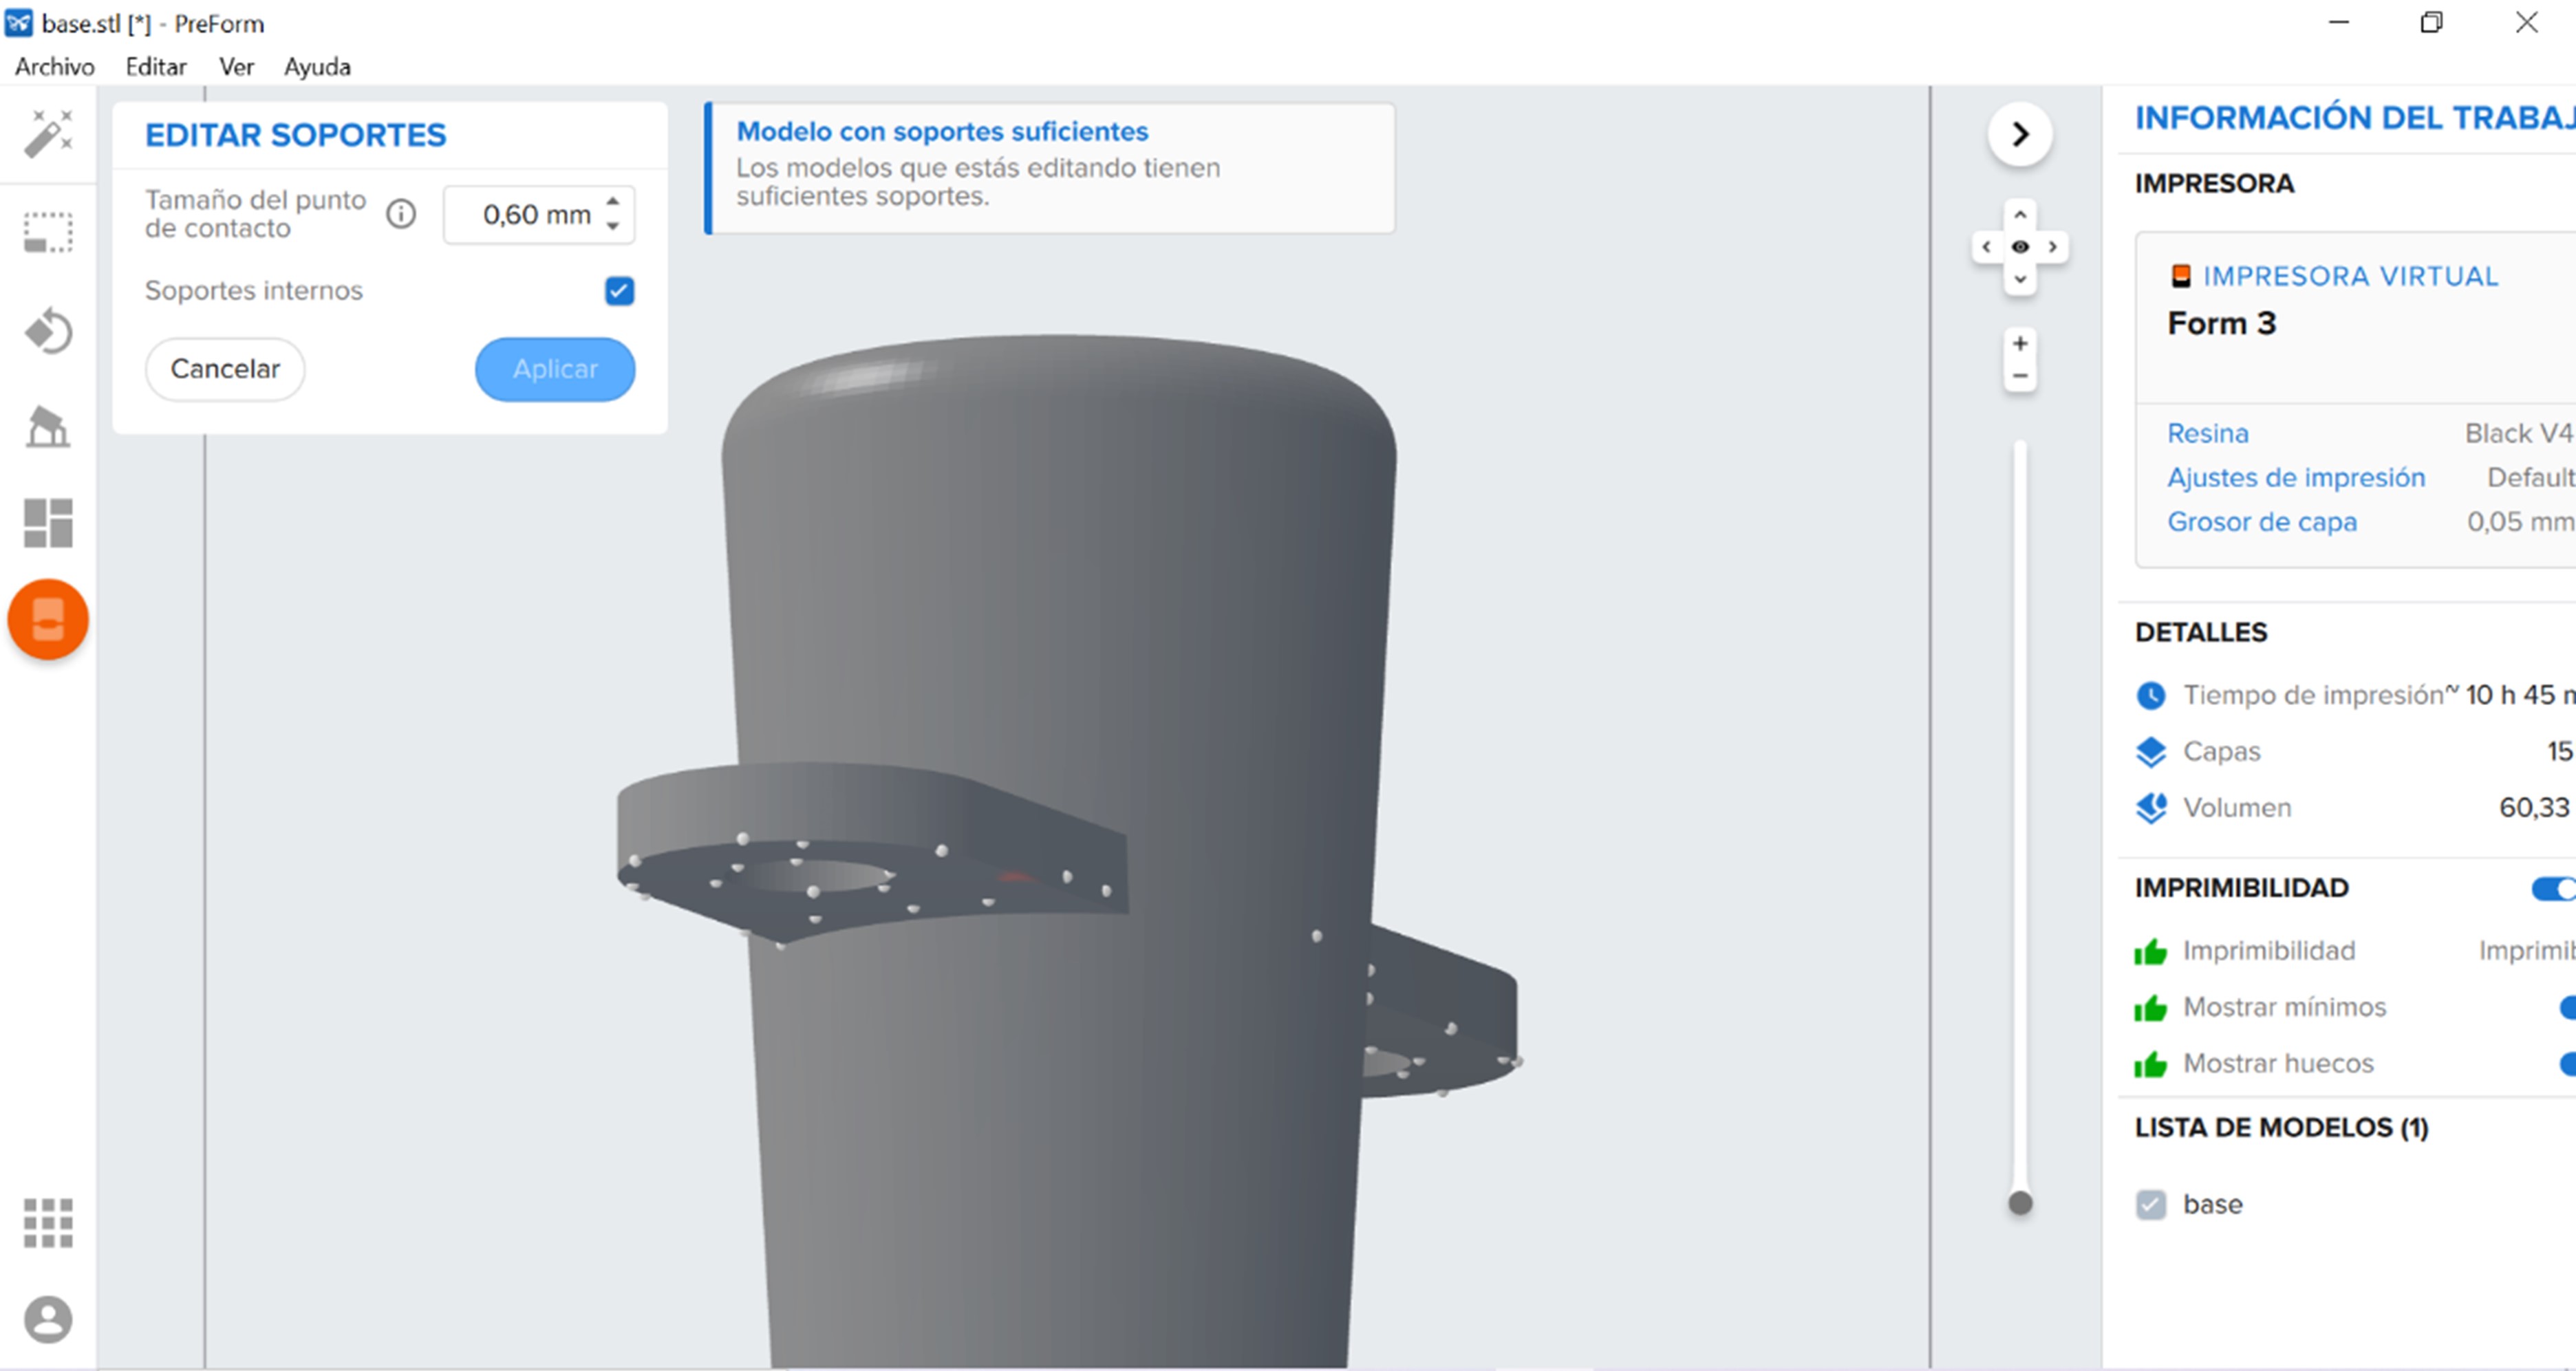 base.stl [*] - PreForm
Archivo Editar Ver Ayuda
EDITAR SOPORTES
Tamaño del punto
de contacto
0,60 mm
Soportes internos
Cancelar Aplicar
Modelo con soportes suficientes
Los modelos que estás editando tienen
suficientes soportes.
INFORMACIÓN DEL TRABAJ
IMPRESORA
IMPRESORA VIRTUAL
Form 3
Resina Black V4
Ajustes de impresión Default
Grosor de capa 0,05 mm
DETALLES
Tiempo de impresión ~ 10 h 45 m
Capas 15
Volumen 60,33
IMPRIMIBILIDAD
Imprimibilidad Imprimib
Mostrar mínimos
Mostrar huecos
LISTA DE MODELOS (1)
base